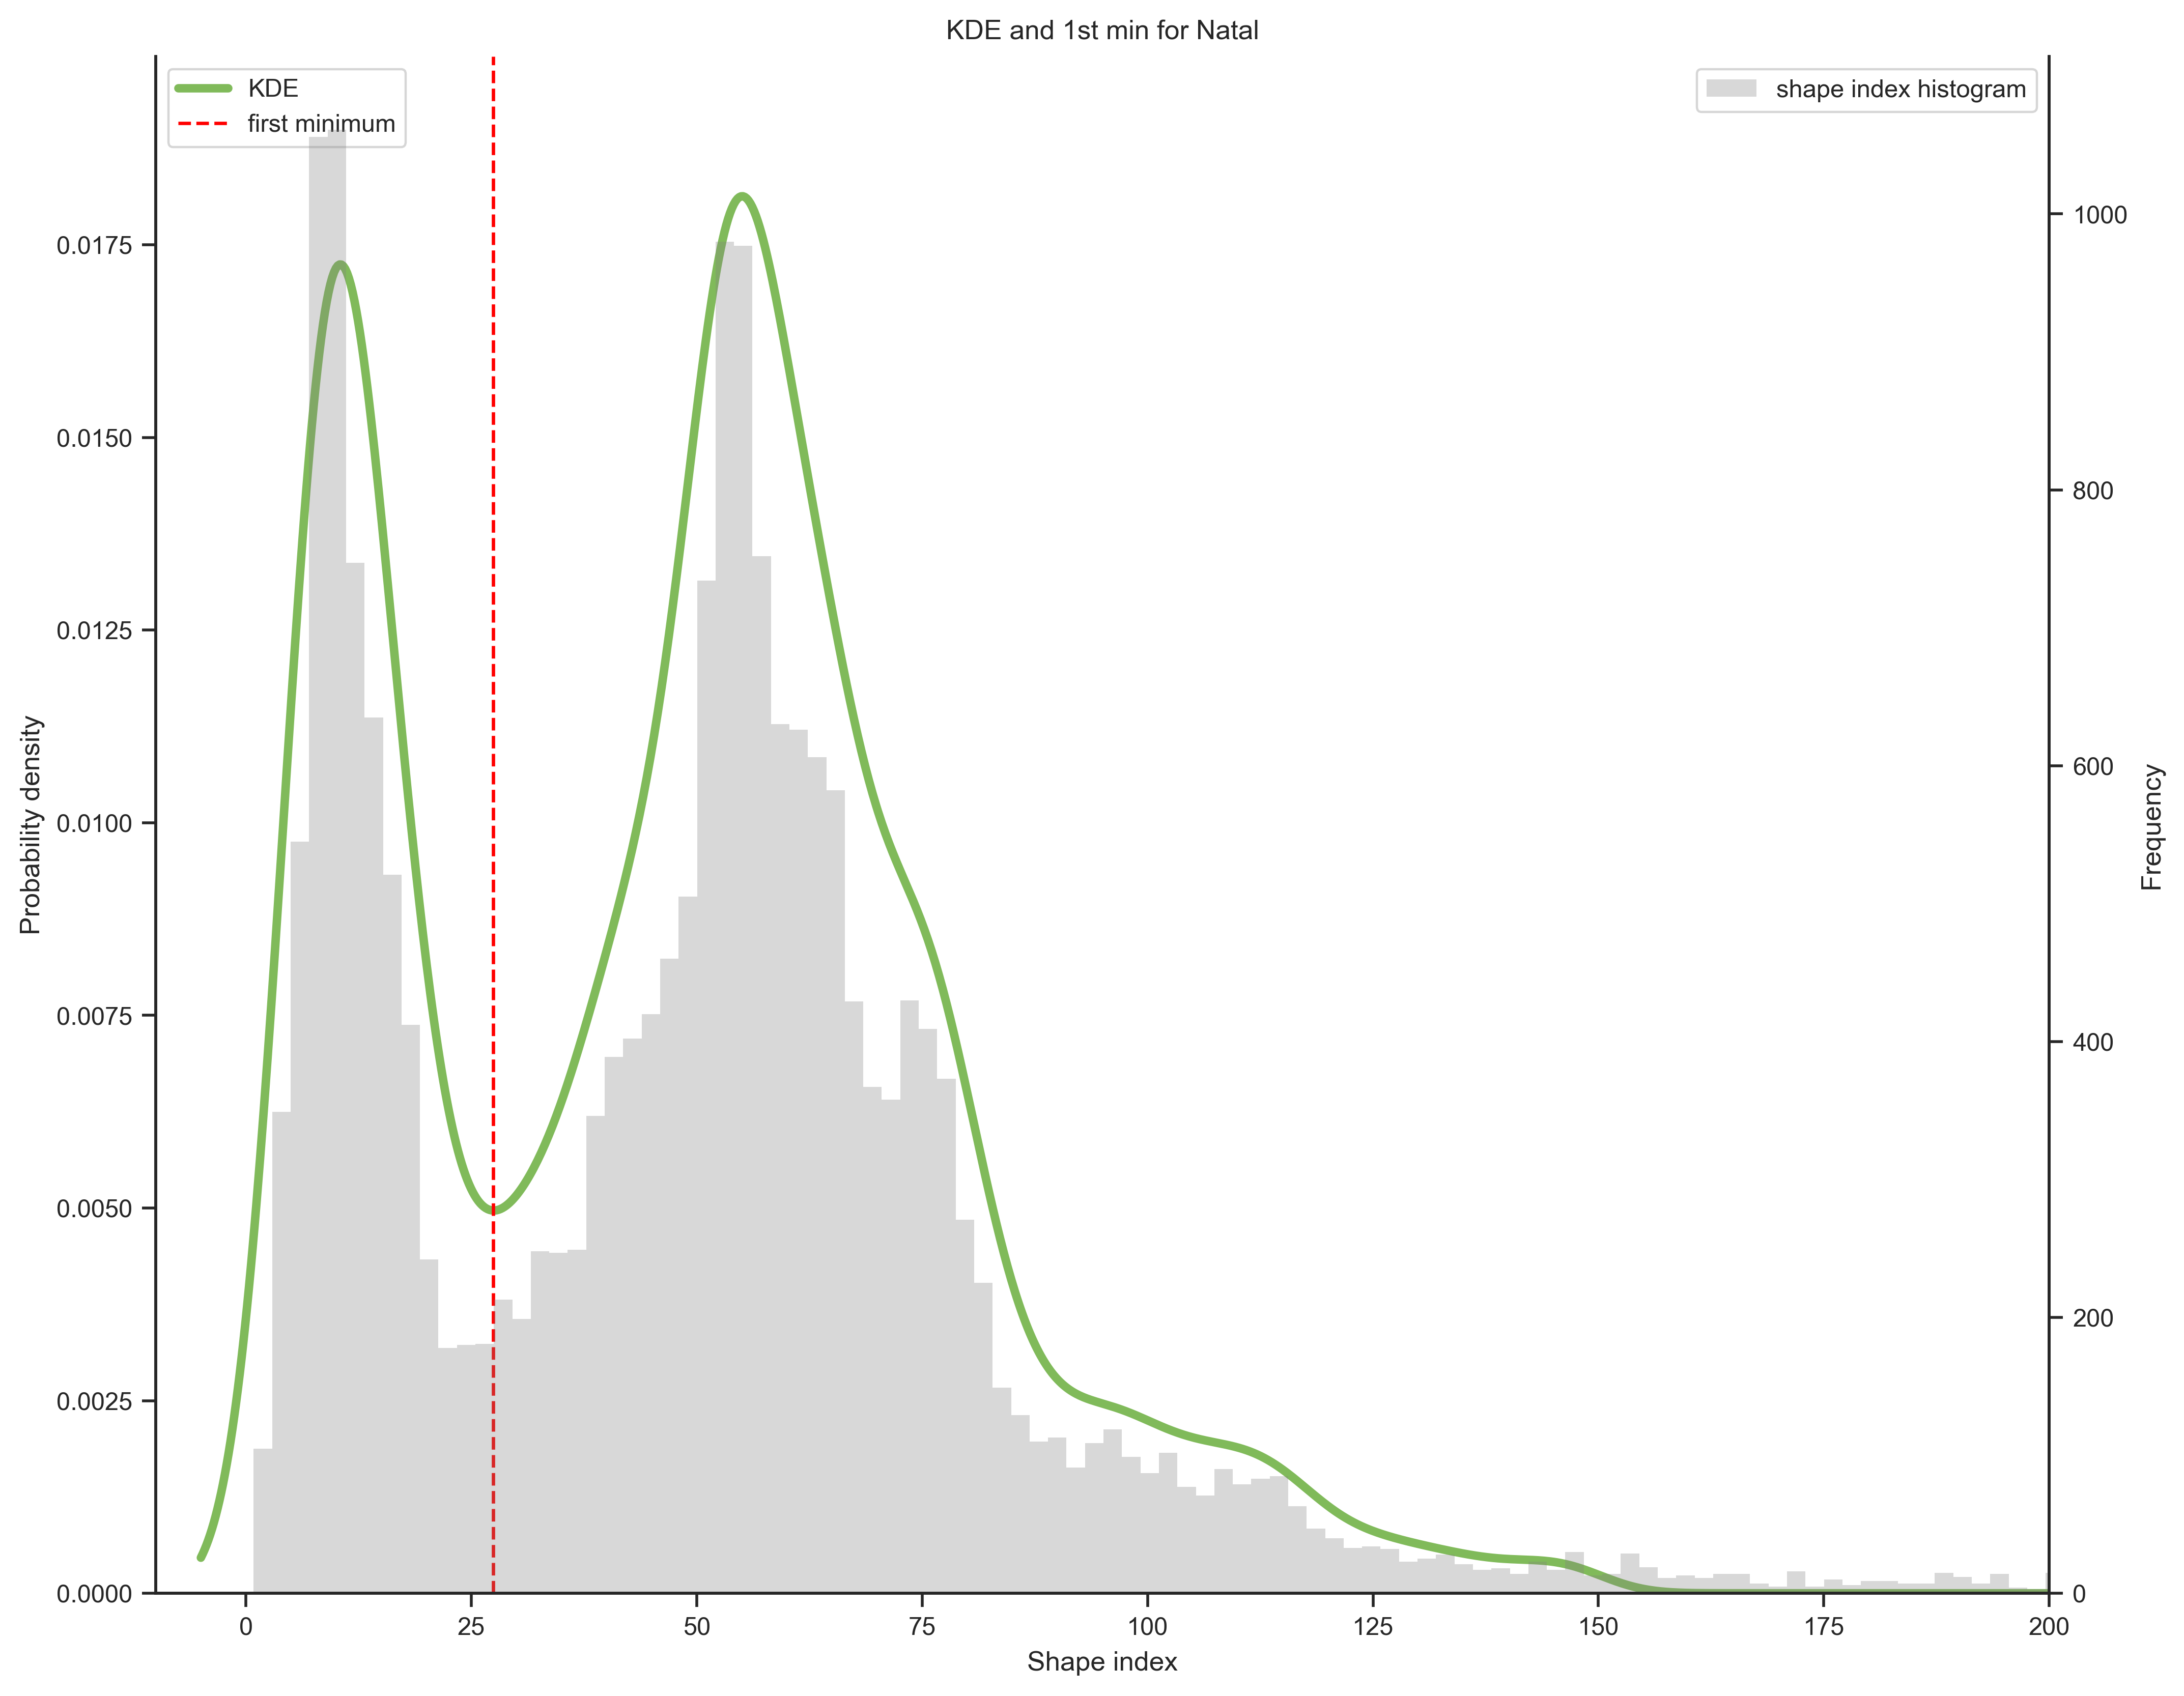 KDE and 1st min for Natal
KDE
first minimum
shape index histogram
Probability density
0.0175
0.0150
0.0125
0.0100
0.0075
0.0050
0.0025
0.0000
1000
800
600
400
200
0
Frequency
0 25 50 75 100 125 150 175 200
Shape index